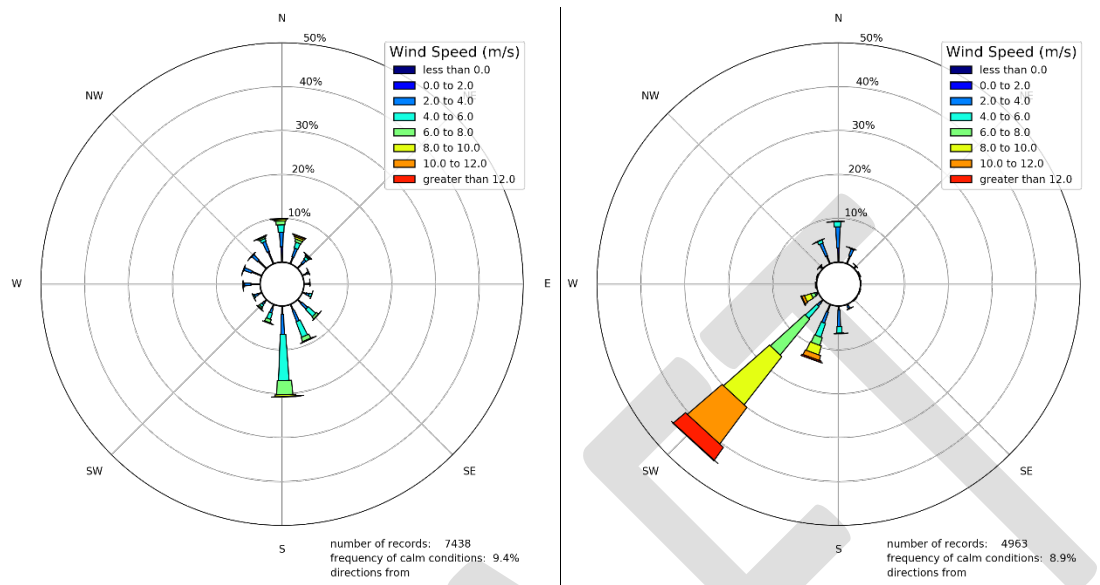 N
50%
Wind Speed (m/s)
less than 0.0
0.0 to 2.0
2.0 to 4.0
4.0 to 6.0
6.0 to 8.0
8.0 to 10.0
10.0 to 12.0
greater than 12.0
40%
30%
20%
10%
NW
NE
W
E
SW
SE
S
number of records: 7438
frequency of calm conditions: 9.4%
directions from
N
50%
Wind Speed (m/s)
less than 0.0
0.0 to 2.0
2.0 to 4.0
4.0 to 6.0
6.0 to 8.0
8.0 to 10.0
10.0 to 12.0
greater than 12.0
40%
30%
20%
10%
NW
NE
W
SW
SE
S
number of records: 4963
frequency of calm conditions: 8.9%
directions from